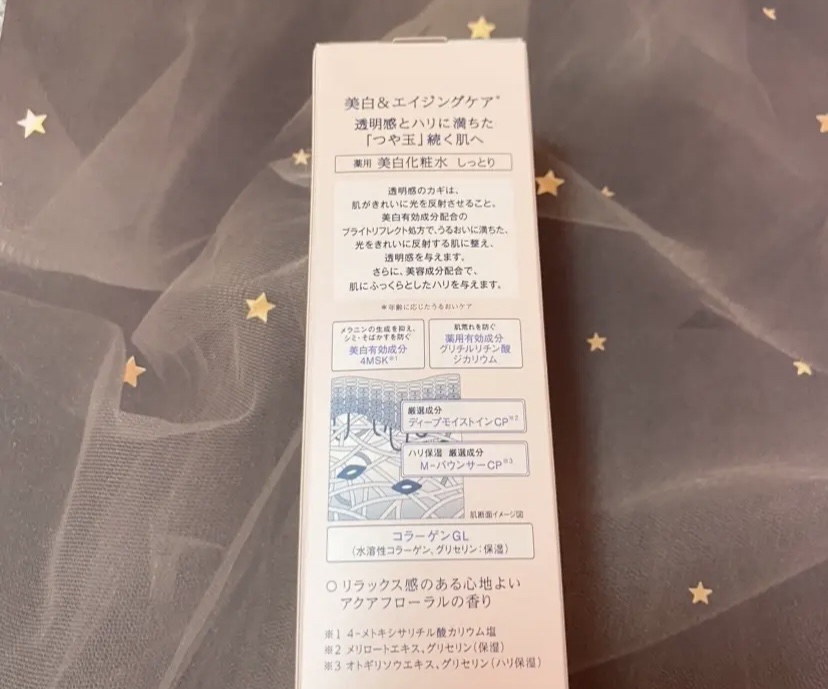 美白&エイジングケア*
透明感とハリに満ちた
「つや玉」続く肌へ
薬用 美白化粧水 しっとり
透明感のカギは、
肌がきれいに光を反射させること。
美白有効成分配合の
ブライトリフレクト処方で、うるおいに満ちた、
光をきれいに反射する肌に整え、
透明感を与えます。
さらに、美容成分配合で、
肌にふっくらとしたハリを与えます。
*年齢に応じたうるおいケア
メラニンの生成を抑え、
シミ・そばかすを防ぐ
美白有効成分
4MSK※1
肌荒れを防ぐ
薬用有効成分
グリチルリチン酸
ジカリウム
厳選成分
ディープモイストインCP※2
ハリ保湿 厳選成分
M-バウンサーCP※3
肌断面イメージ図
コラーゲンGL
(水溶性コラーゲン、グリセリン:保湿)
○リラックス感のある心地よい
アクアフローラルの香り
※1 4-メトキシサリチル酸カリウム塩
※2 メリロートエキス、グリセリン(保湿)
※3 オトギリソウエキス、グリセリン(ハリ保湿)